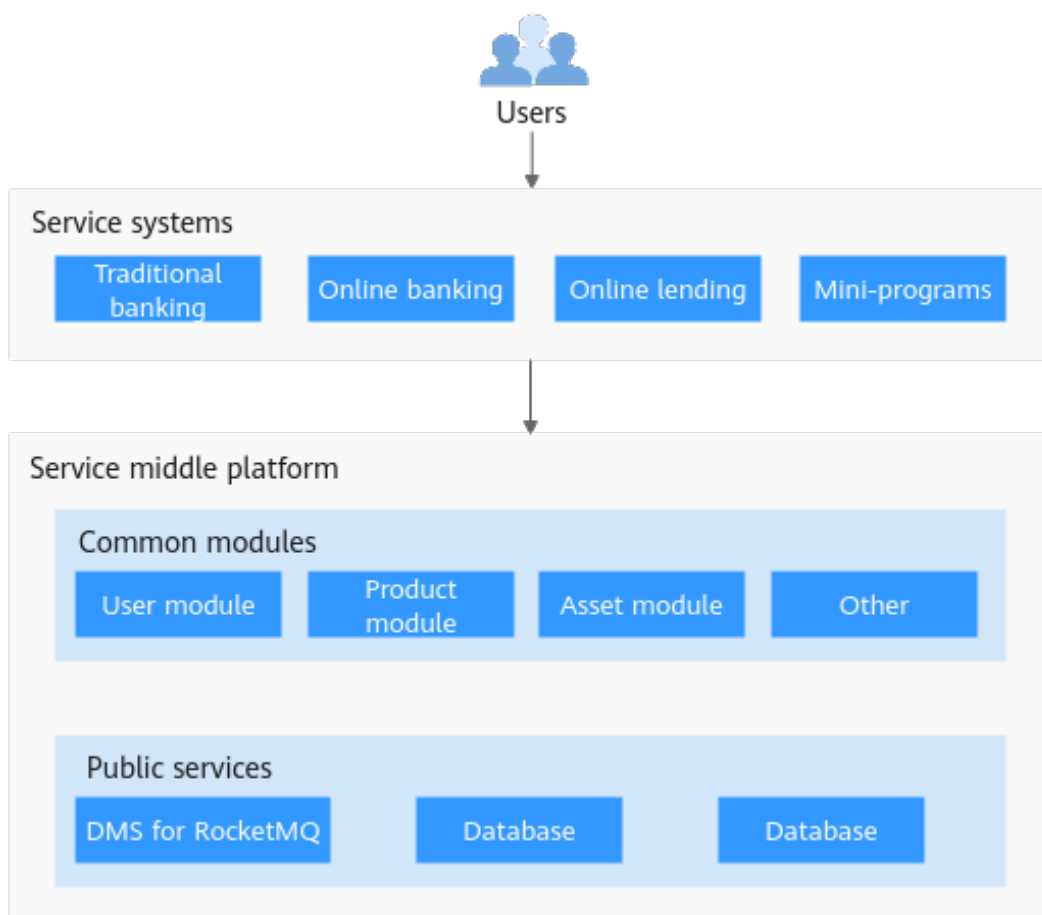 Users
Service systems
Traditional
banking
Online banking
Online lending
Mini-programs
Service middle platform
Common modules
User module
Product
module
Asset module
Other
Public services
DMS for RocketMQ
Database
Database